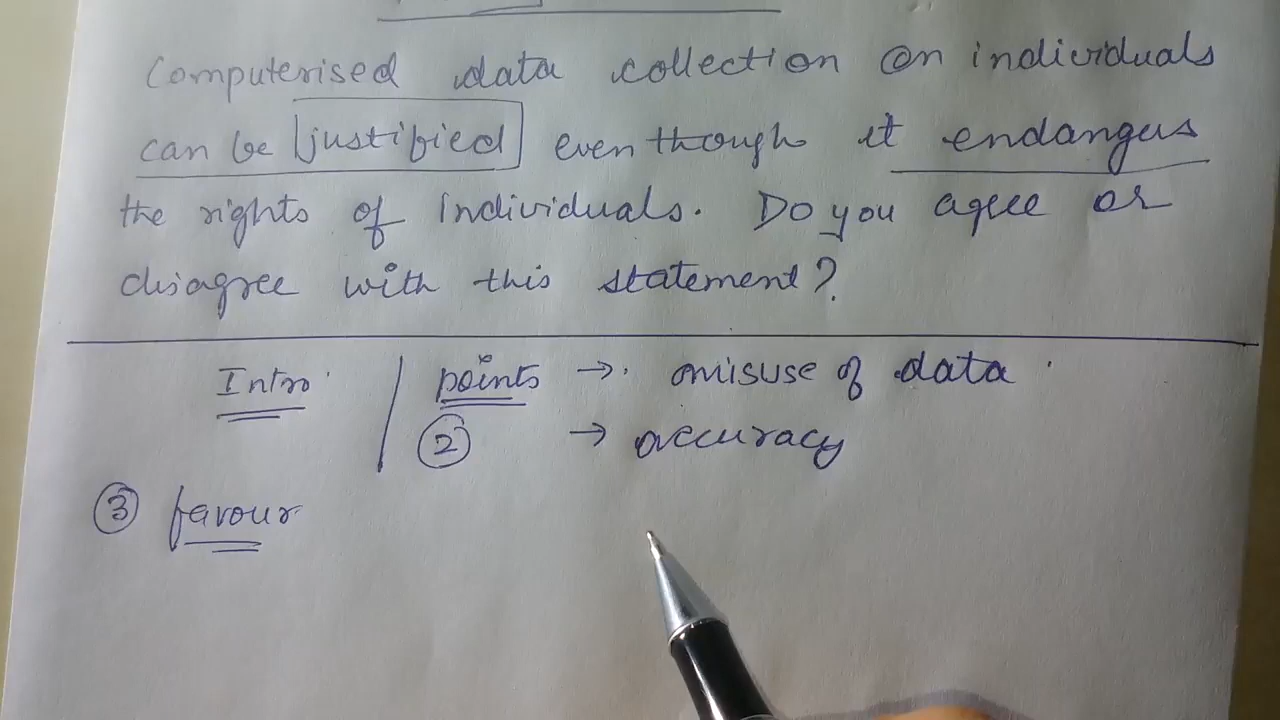 Computerised data collection on individuals
can be justified even though it endangers
the rights of individuals. Do you agree or
disagree with this statement?
Intro / points → misuse of data
② → accuracy
③ favour